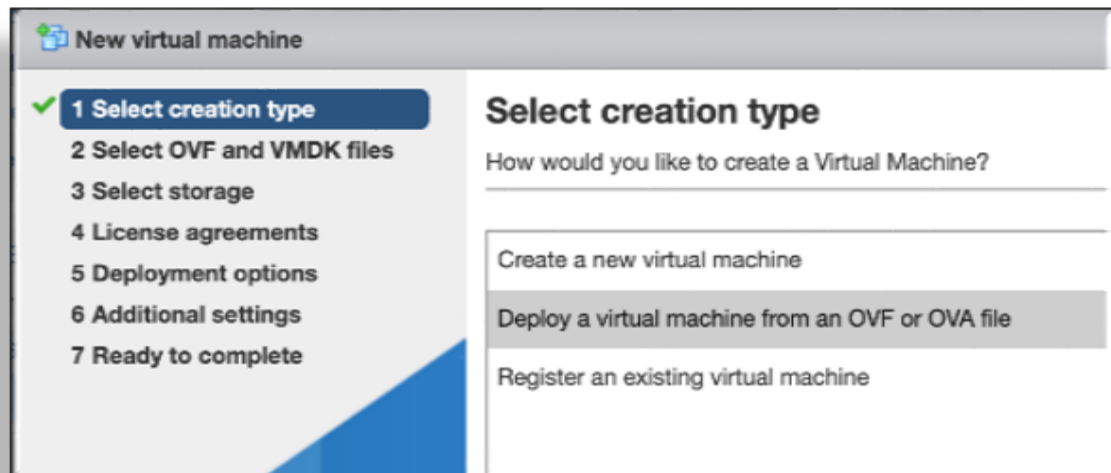 New virtual machine
1 Select creation type
2 Select OVF and VMDK files
3 Select storage
4 License agreements
5 Deployment options
6 Additional settings
7 Ready to complete
Select creation type
How would you like to create a Virtual Machine?
Create a new virtual machine
Deploy a virtual machine from an OVF or OVA file
Register an existing virtual machine